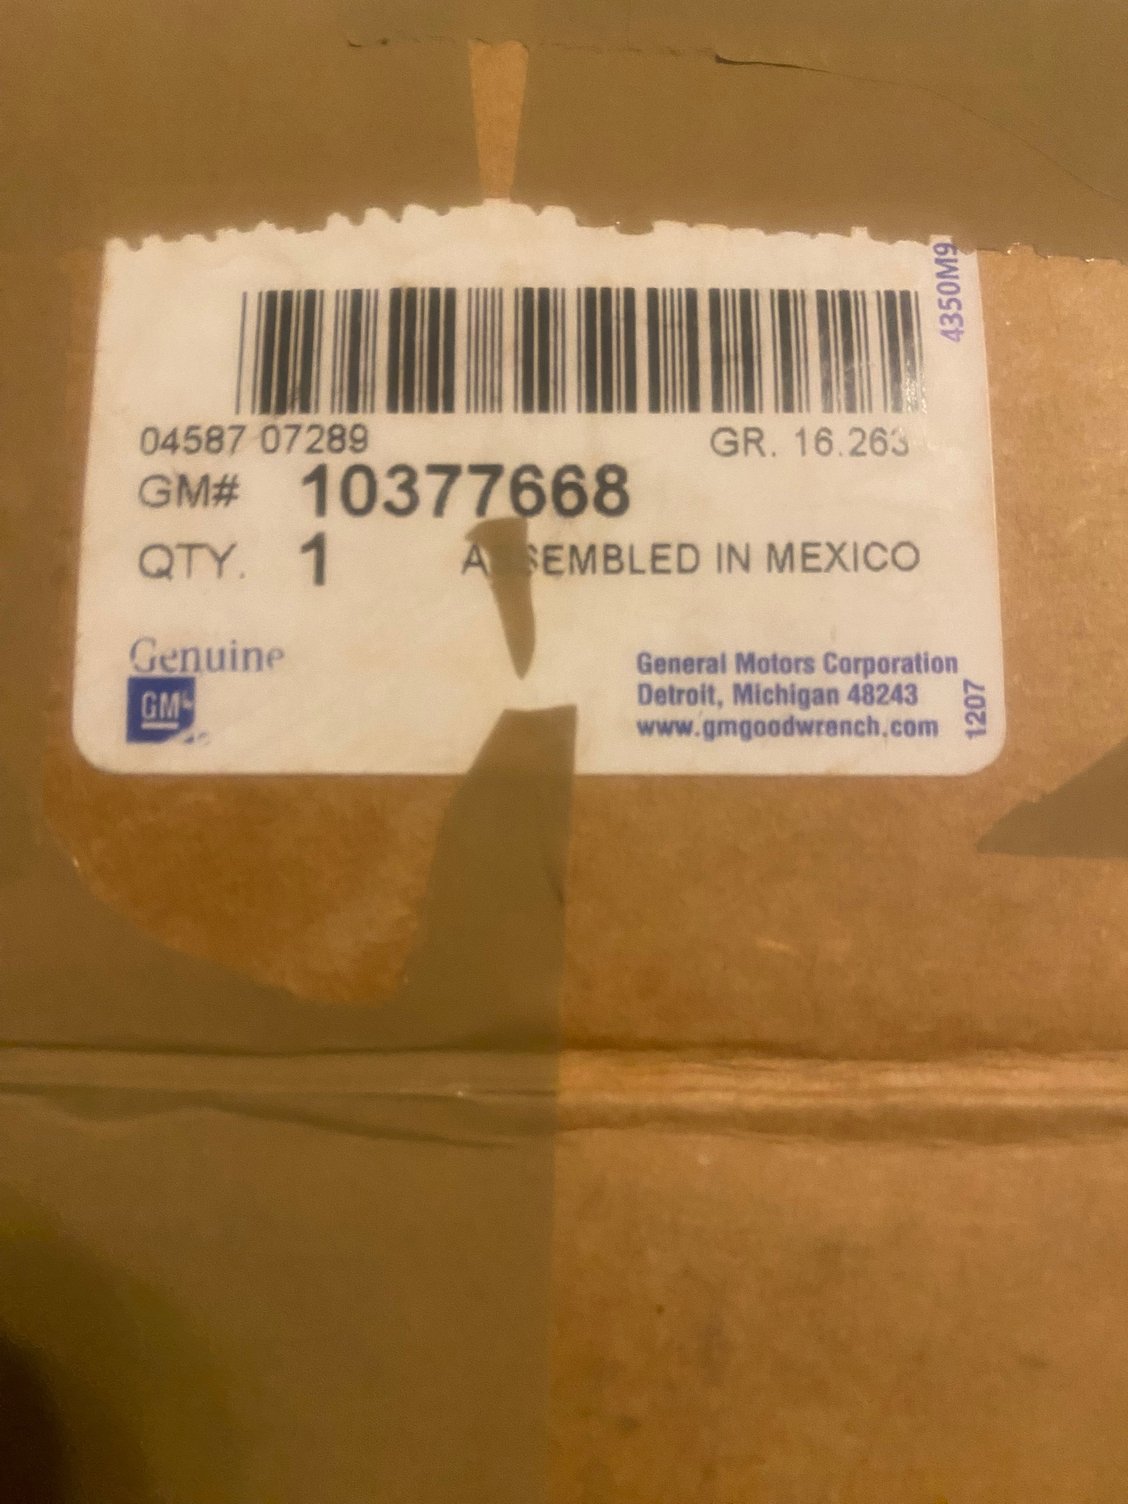 4350M9
04587 07289 GR. 16.263
GM# 10377668
QTY. 1 A SEMBLED IN MEXICO
Genuine
GM
General Motors Corporation
Detroit, Michigan 48243
www.gmgoodwrench.com
1207